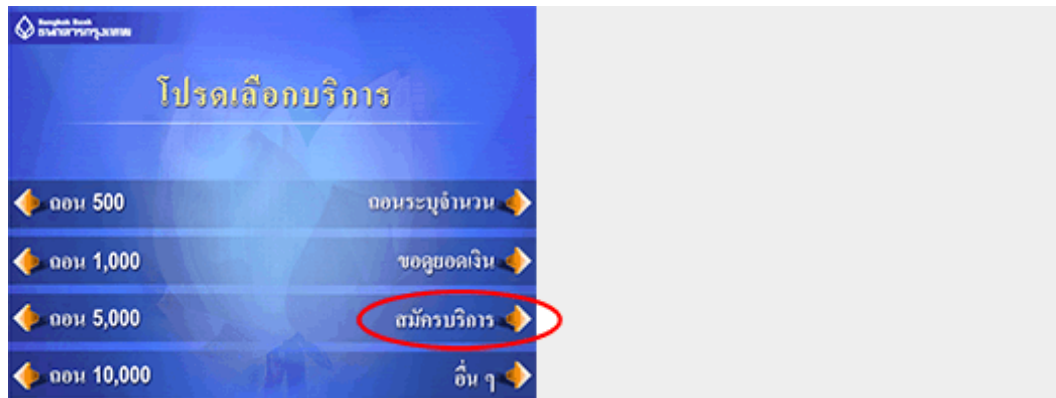 Bangkok Bank
ธนาคารกรุงเทพ
โปรดเลือกบริการ
ถอน 500
ถอนระบุจำนวน
ถอน 1,000
ขอดูยอดเงิน
ถอน 5,000
สมัครบริการ
ถอน 10,000
อื่น ๆ